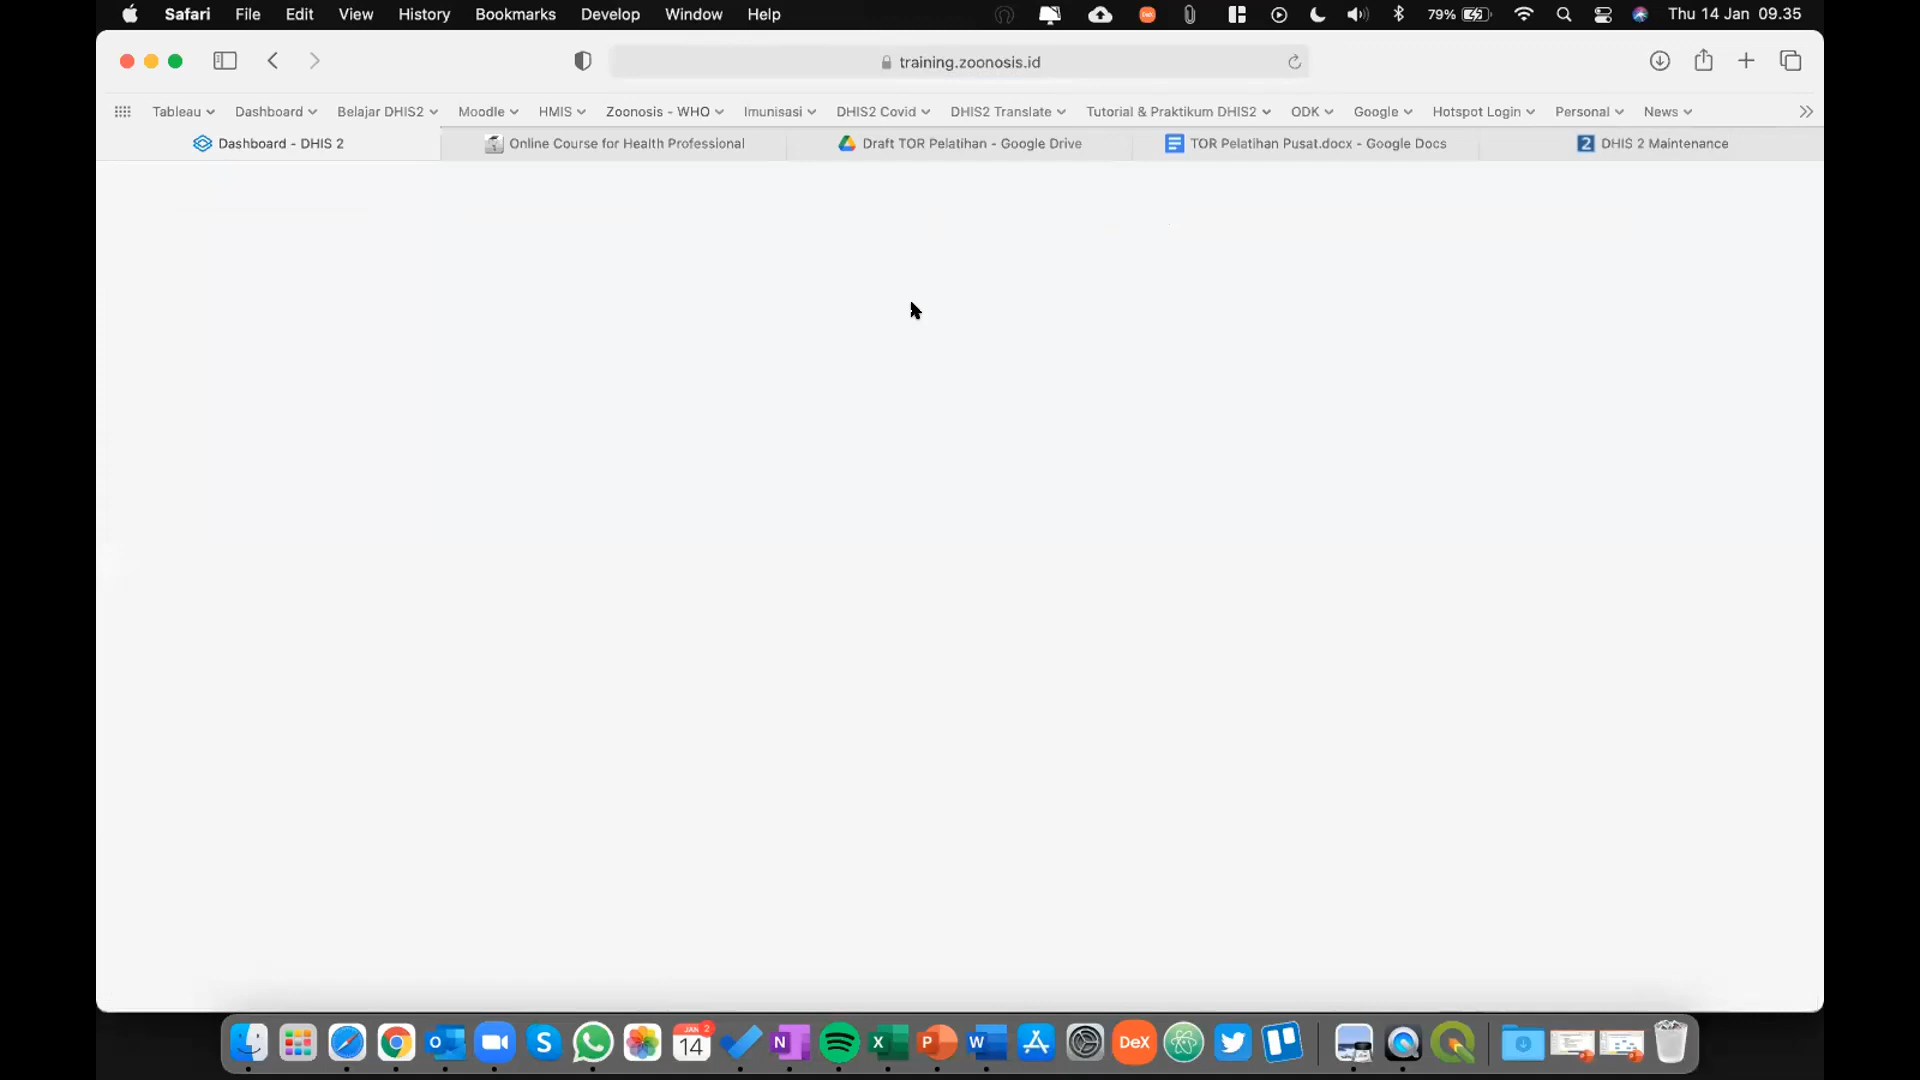 Safari File Edit View History Bookmarks Develop Window Help 79% Thu 14 Jan 09.35
training.zoonosis.id
Tableau Dashboard Belajar DHIS2 Moodle HMIS Zoonosis - WHO Imunisasi DHIS2 Covid DHIS2 Translate Tutorial & Praktikum DHIS2 ODK Google Hotspot Login Personal News
Dashboard - DHIS 2 Online Course for Health Professional Draft TOR Pelatihan - Google Drive TOR Pelatihan Pusat.docx - Google Docs 2 DHIS 2 Maintenance
JAN 2
14 O S N X P W DeX